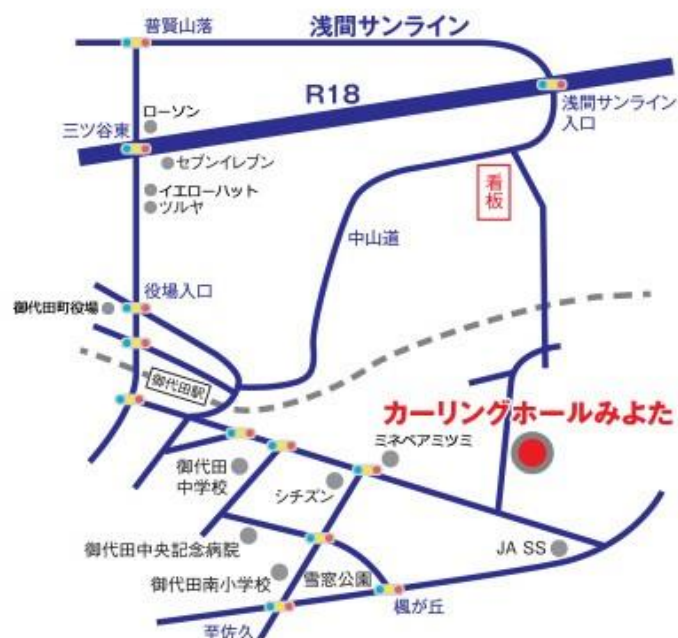 普賢山落
浅間サンライン
R18
浅間サンライン
入口
ローソン
三ツ谷東
セブンイレブン
イエローハット
ツルヤ
看板
中山道
役場入口
御代田町役場
御代田駅
カーリングホールみよた
ミネベアミツミ
御代田
中学校
シチズン
御代田中央記念病院
JA SS
御代田南小学校
雪窓公園
楓が丘
至佐久